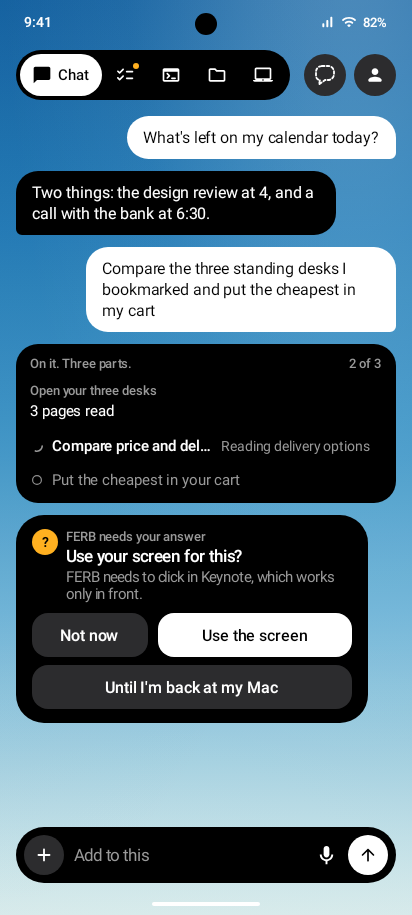 9:41
82%
Chat
What's left on my calendar today?
Two things: the design review at 4, and a
call with the bank at 6:30.
Compare the three standing desks I
bookmarked and put the cheapest in
my cart
On it. Three parts.
2 of 3
Open your three desks
3 pages read
Compare price and del…
Reading delivery options
Put the cheapest in your cart
?
FERB needs your answer
Use your screen for this?
FERB needs to click in Keynote, which works
only in front.
Not now
Use the screen
Until I'm back at my Mac
Add to this